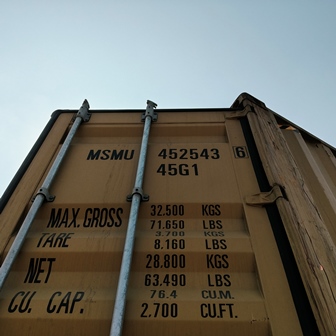 MSMU 452543 6
45G1
MAX.GROSS 32.500 KGS
71.650 LBS
TARE 3.700 KGS
8.160 LBS
NET 28.800 KGS
63.490 LBS
CU. CAP. 76.4 CU.M.
2.700 CU.FT.